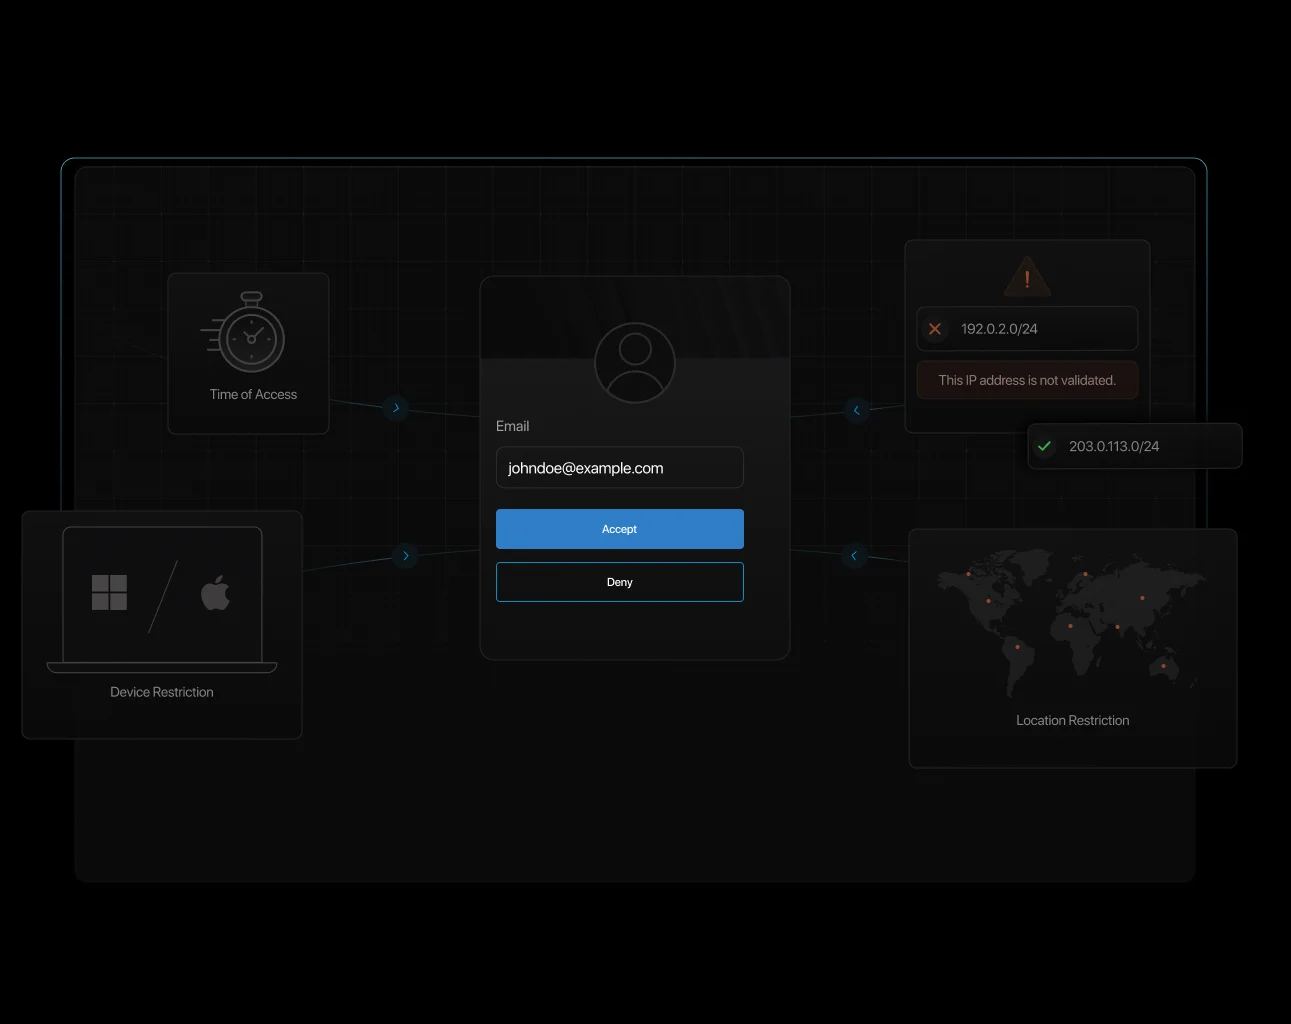 Time of Access
Device Restriction
Email
johndoe@example.com
Accept
Deny
192.0.2.0/24
This IP address is not validated.
203.0.113.0/24
Location Restriction